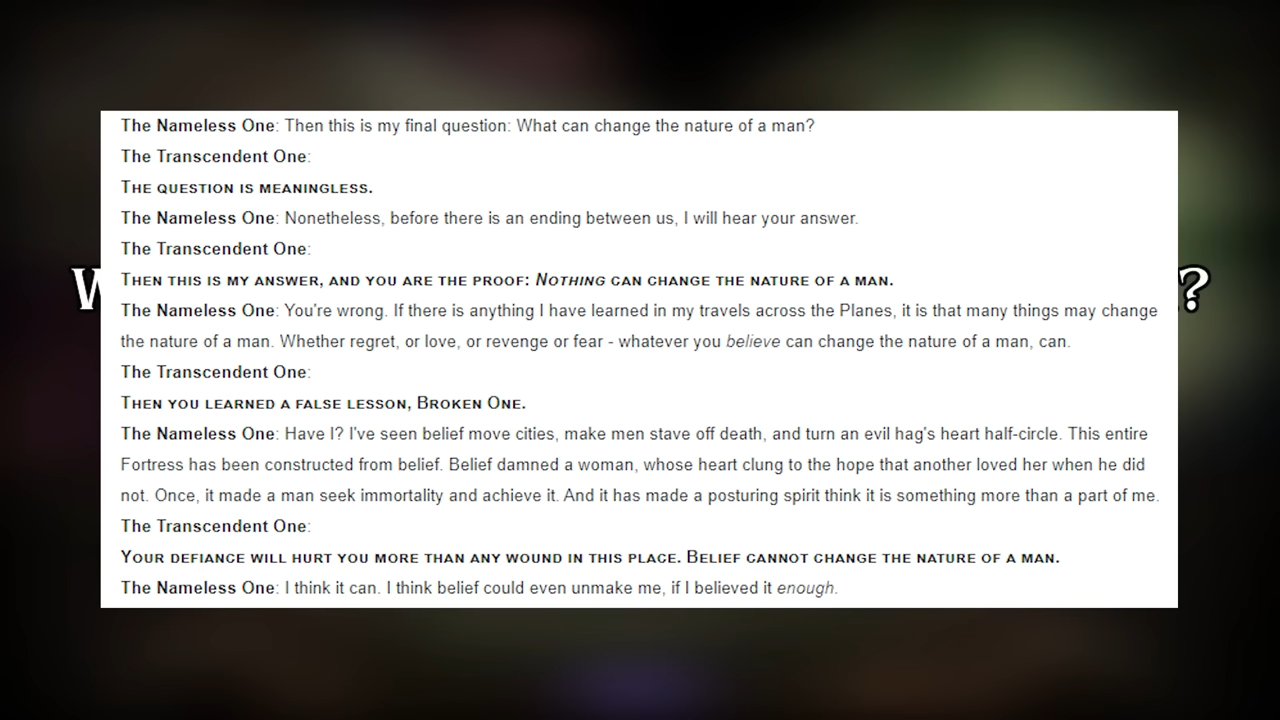 The Nameless One: Then this is my final question: What can change the nature of a man?
The Transcendent One:
THE QUESTION IS MEANINGLESS.
The Nameless One: Nonetheless, before there is an ending between us, I will hear your answer.
The Transcendent One:
THEN THIS IS MY ANSWER, AND YOU ARE THE PROOF: NOTHING CAN CHANGE THE NATURE OF A MAN.
W
?
The Nameless One: You're wrong. If there is anything I have learned in my travels across the Planes, it is that many things may change
the nature of a man. Whether regret, or love, or revenge or fear - whatever you believe can change the nature of a man, can.
The Transcendent One:
THEN YOU LEARNED A FALSE LESSON, BROKEN ONE.
The Nameless One: Have I? I've seen belief move cities, make men stave off death, and turn an evil hag's heart half-circle. This entire
Fortress has been constructed from belief. Belief damned a woman, whose heart clung to the hope that another loved her when he did
not. Once, it made a man seek immortality and achieve it. And it has made a posturing spirit think it is something more than a part of me.
The Transcendent One:
YOUR DEFIANCE WILL HURT YOU MORE THAN ANY WOUND IN THIS PLACE. BELIEF CANNOT CHANGE THE NATURE OF A MAN.
The Nameless One: I think it can. I think belief could even unmake me, if I believed it enough.